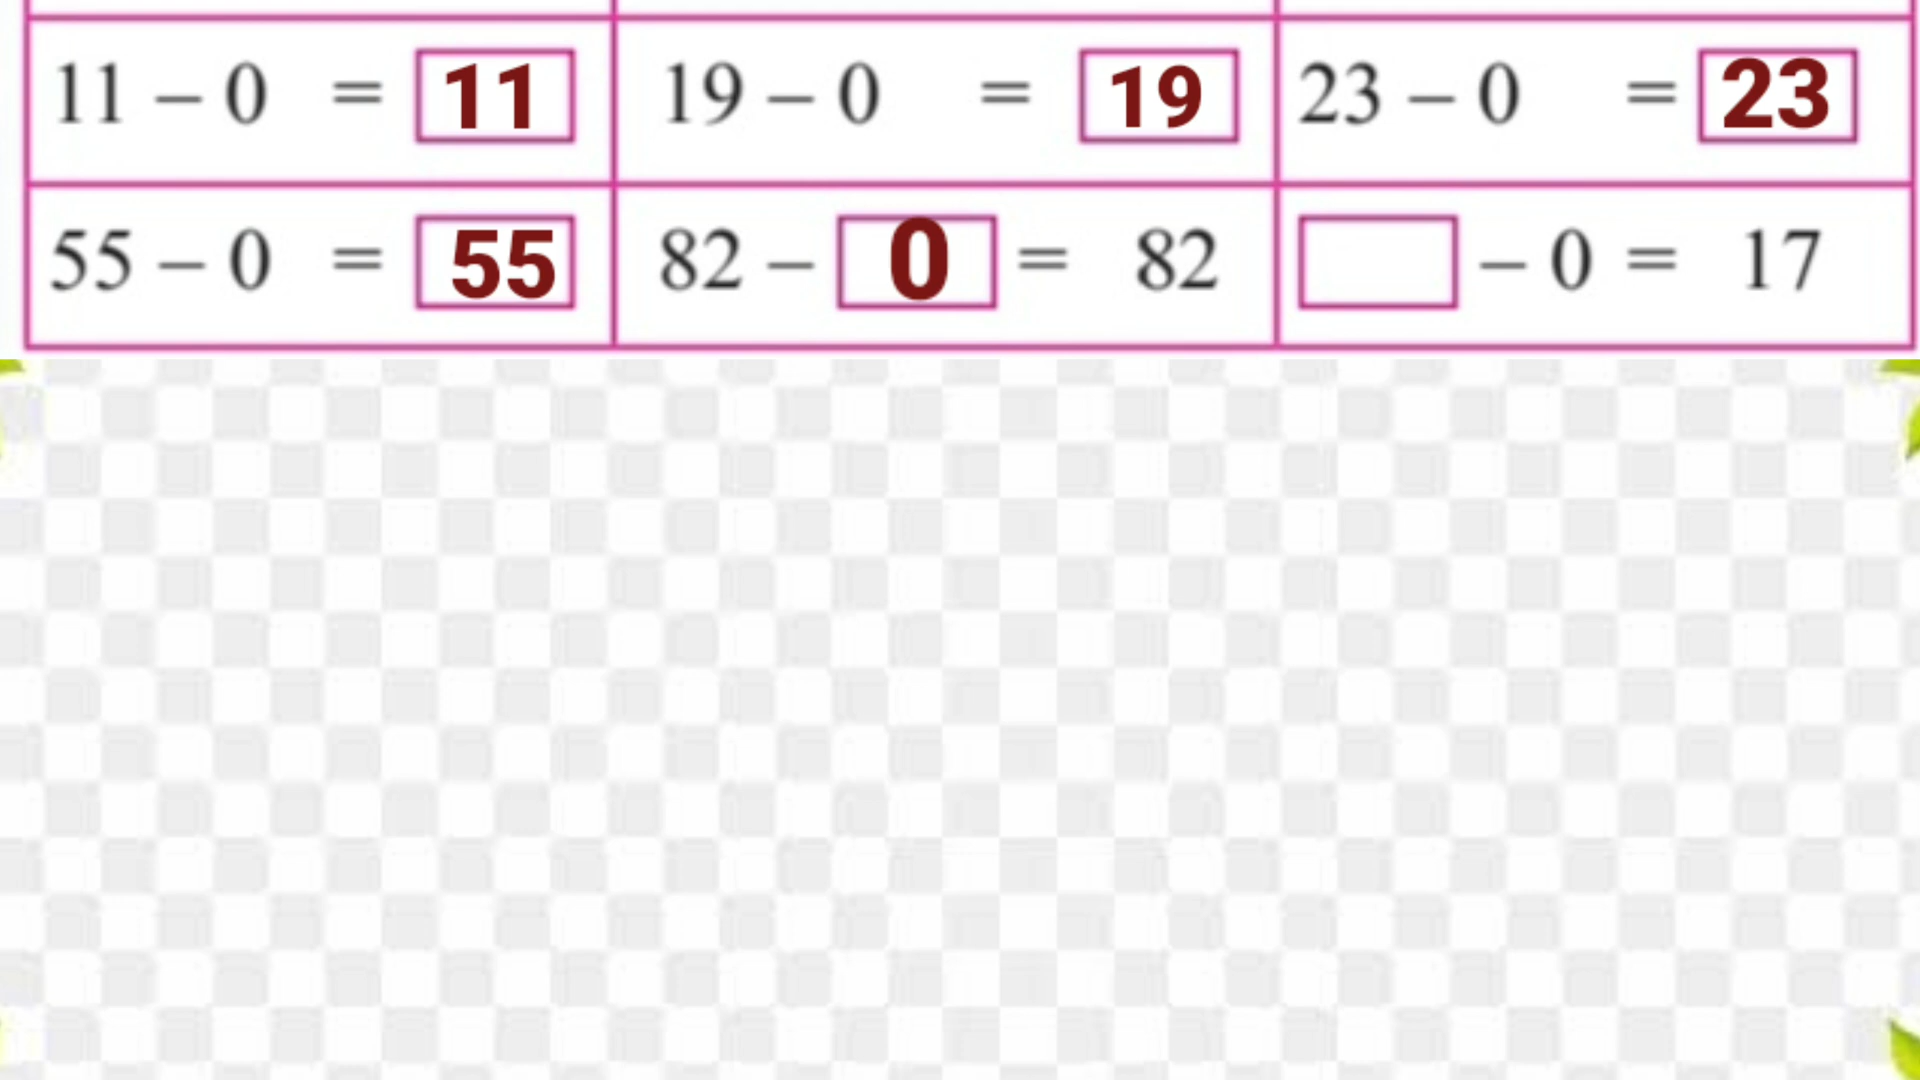 11 – 0 = 11 19 – 0 = 19 23 – 0 = 23
55 – 0 = 55 82 – 0 = 82 – 0 = 17